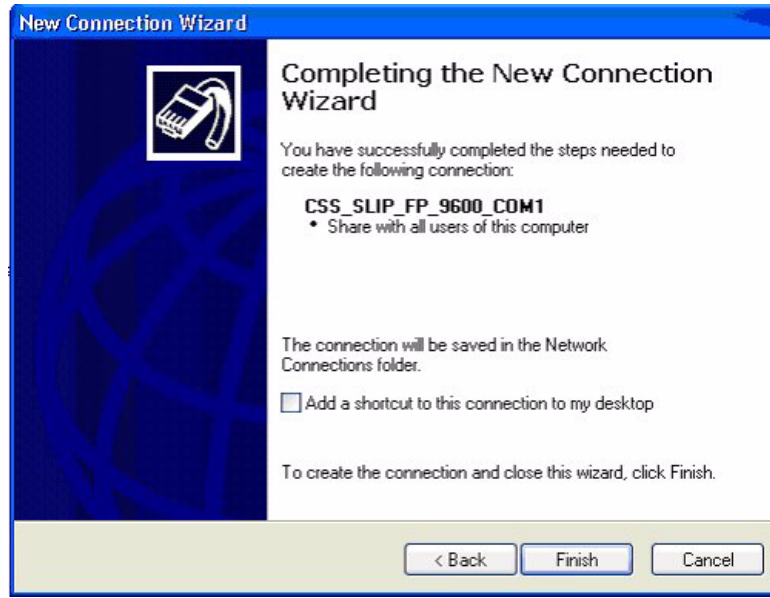 New Connection Wizard
Completing the New Connection
Wizard
You have successfully completed the steps needed to
create the following connection:
CSS_SLIP_FP_9600_COM1
• Share with all users of this computer
The connection will be saved in the Network
Connections folder.
Add a shortcut to this connection to my desktop
To create the connection and close this wizard, click Finish.
< Back Finish Cancel